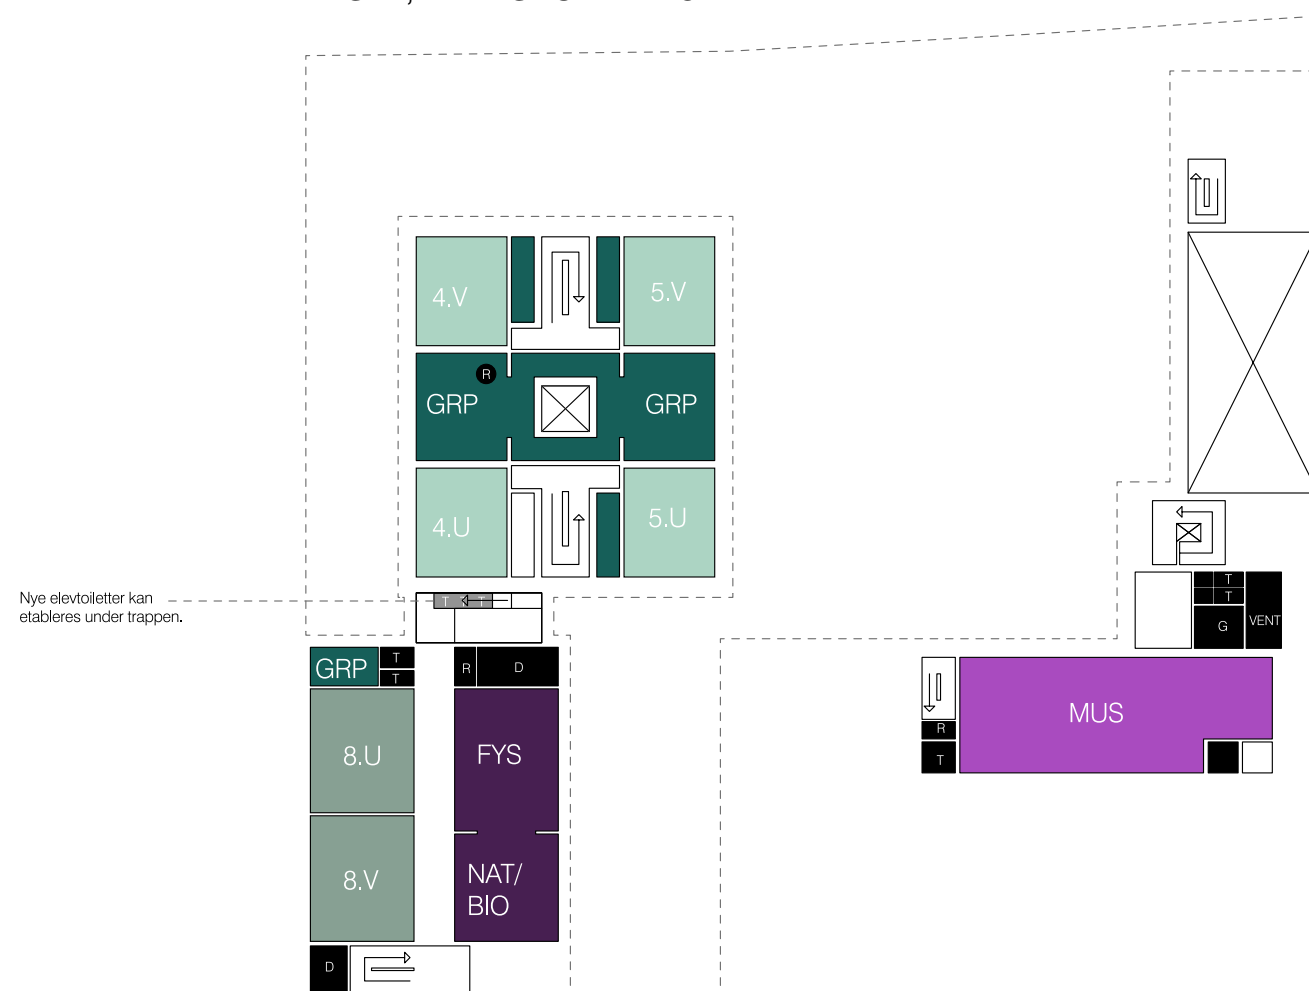 4.V
5.V
R
GRP
GRP
4.U
5.U
Nye elevtoiletter kan
etableres under trappen.
T
T
T
T
G
VENT
GRP
T
T
R
D
MUS
8.U
FYS
R
T
8.V
NAT/
BIO
D